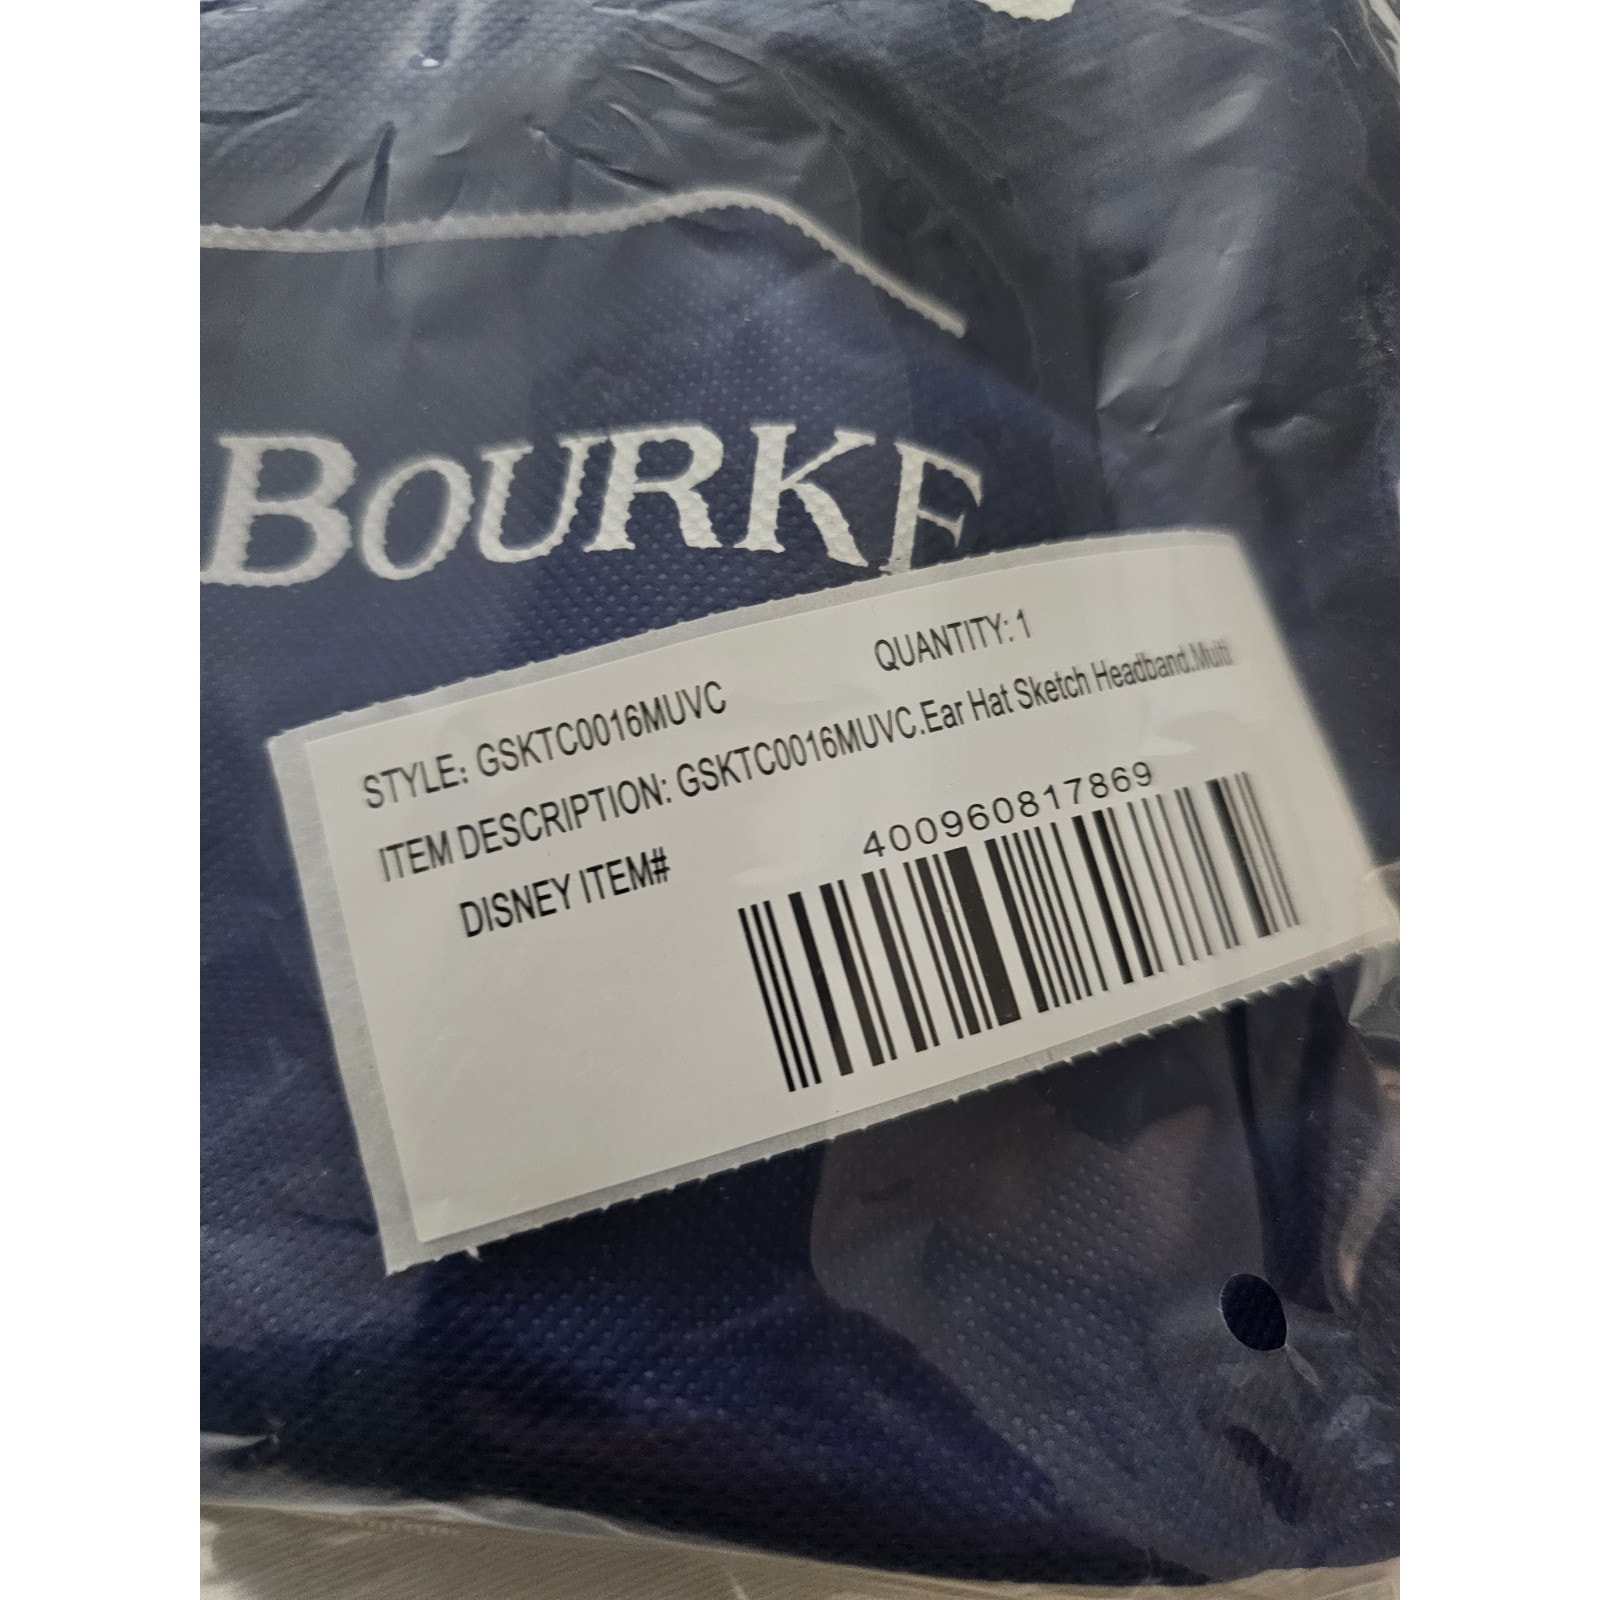 BOURKE
STYLE: GSKTC0016MUVC
QUANTITY: 1
ITEM DESCRIPTION: GSKTC0016MUVC.Ear Hat Sketch Headband.Multi
DISNEY ITEM#
400960817869